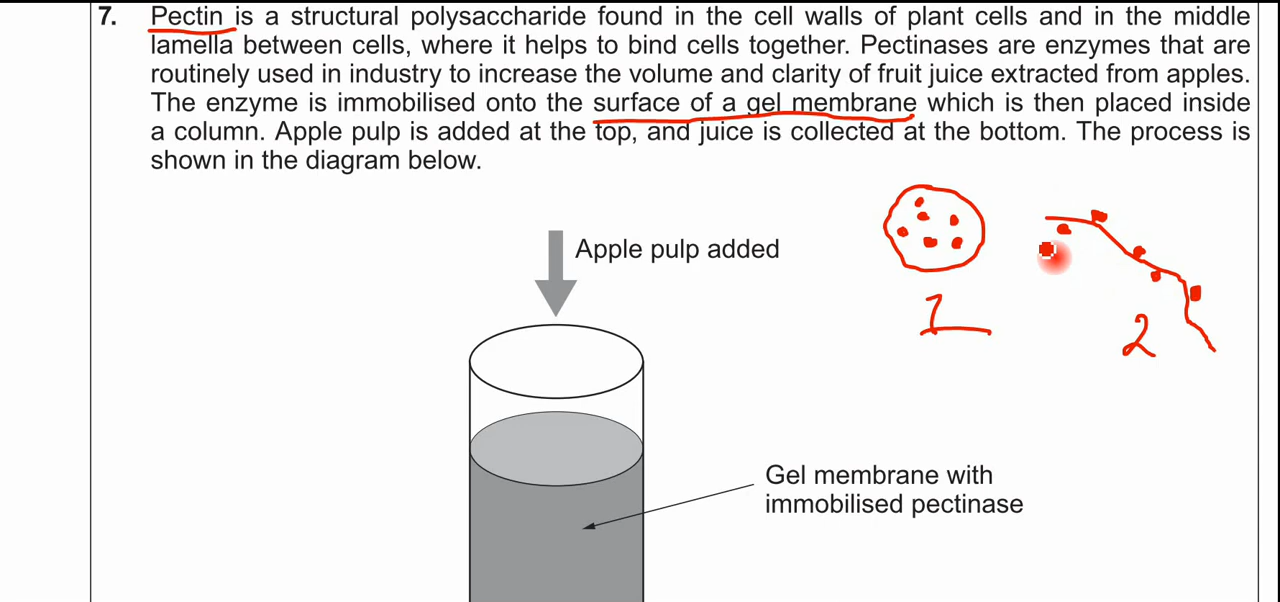 7. Pectin is a structural polysaccharide found in the cell walls of plant cells and in the middle
lamella between cells, where it helps to bind cells together. Pectinases are enzymes that are
routinely used in industry to increase the volume and clarity of fruit juice extracted from apples.
The enzyme is immobilised onto the surface of a gel membrane which is then placed inside
a column. Apple pulp is added at the top, and juice is collected at the bottom. The process is
shown in the diagram below.
Apple pulp added
1
2
Gel membrane with
immobilised pectinase